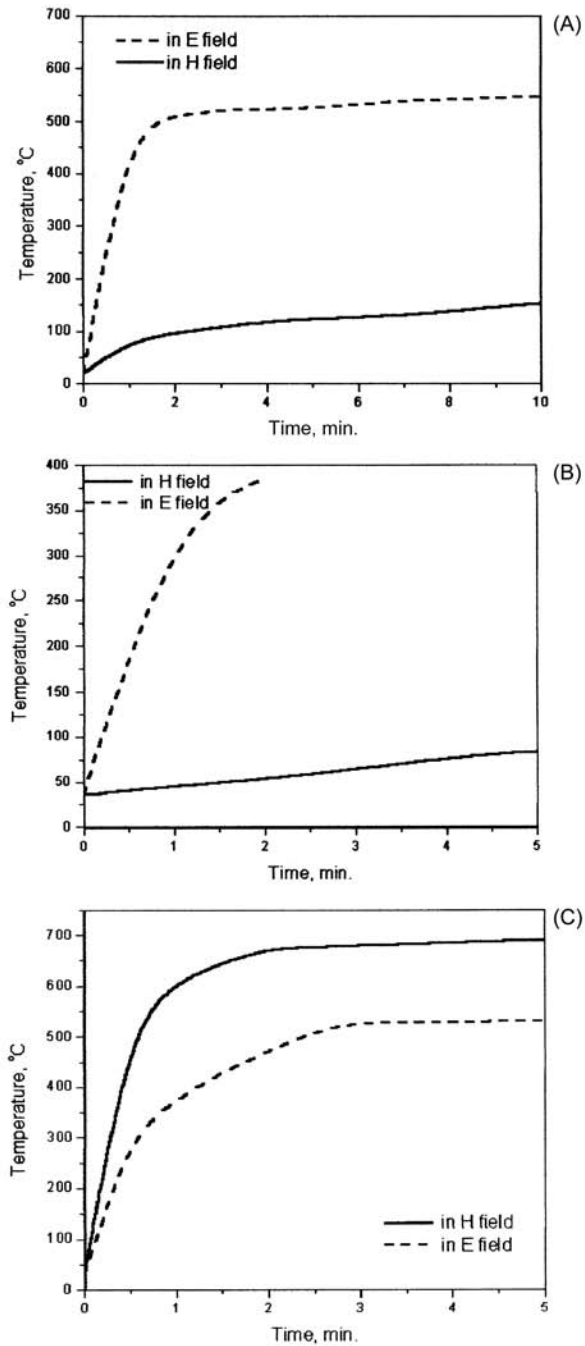 (A)
in E field
in H field
700
600
500
400
300
200
100
0
Temperature, °C
0 2 4 6 8 10
Time, min.
(B)
in H field
in E field
400
350
300
250
200
150
100
50
0
Temperature, °C
0 1 2 3 4 5
Time, min.
(C)
700
600
500
400
300
200
100
0
Temperature, °C
in H field
in E field
0 1 2 3 4 5
Time, min.